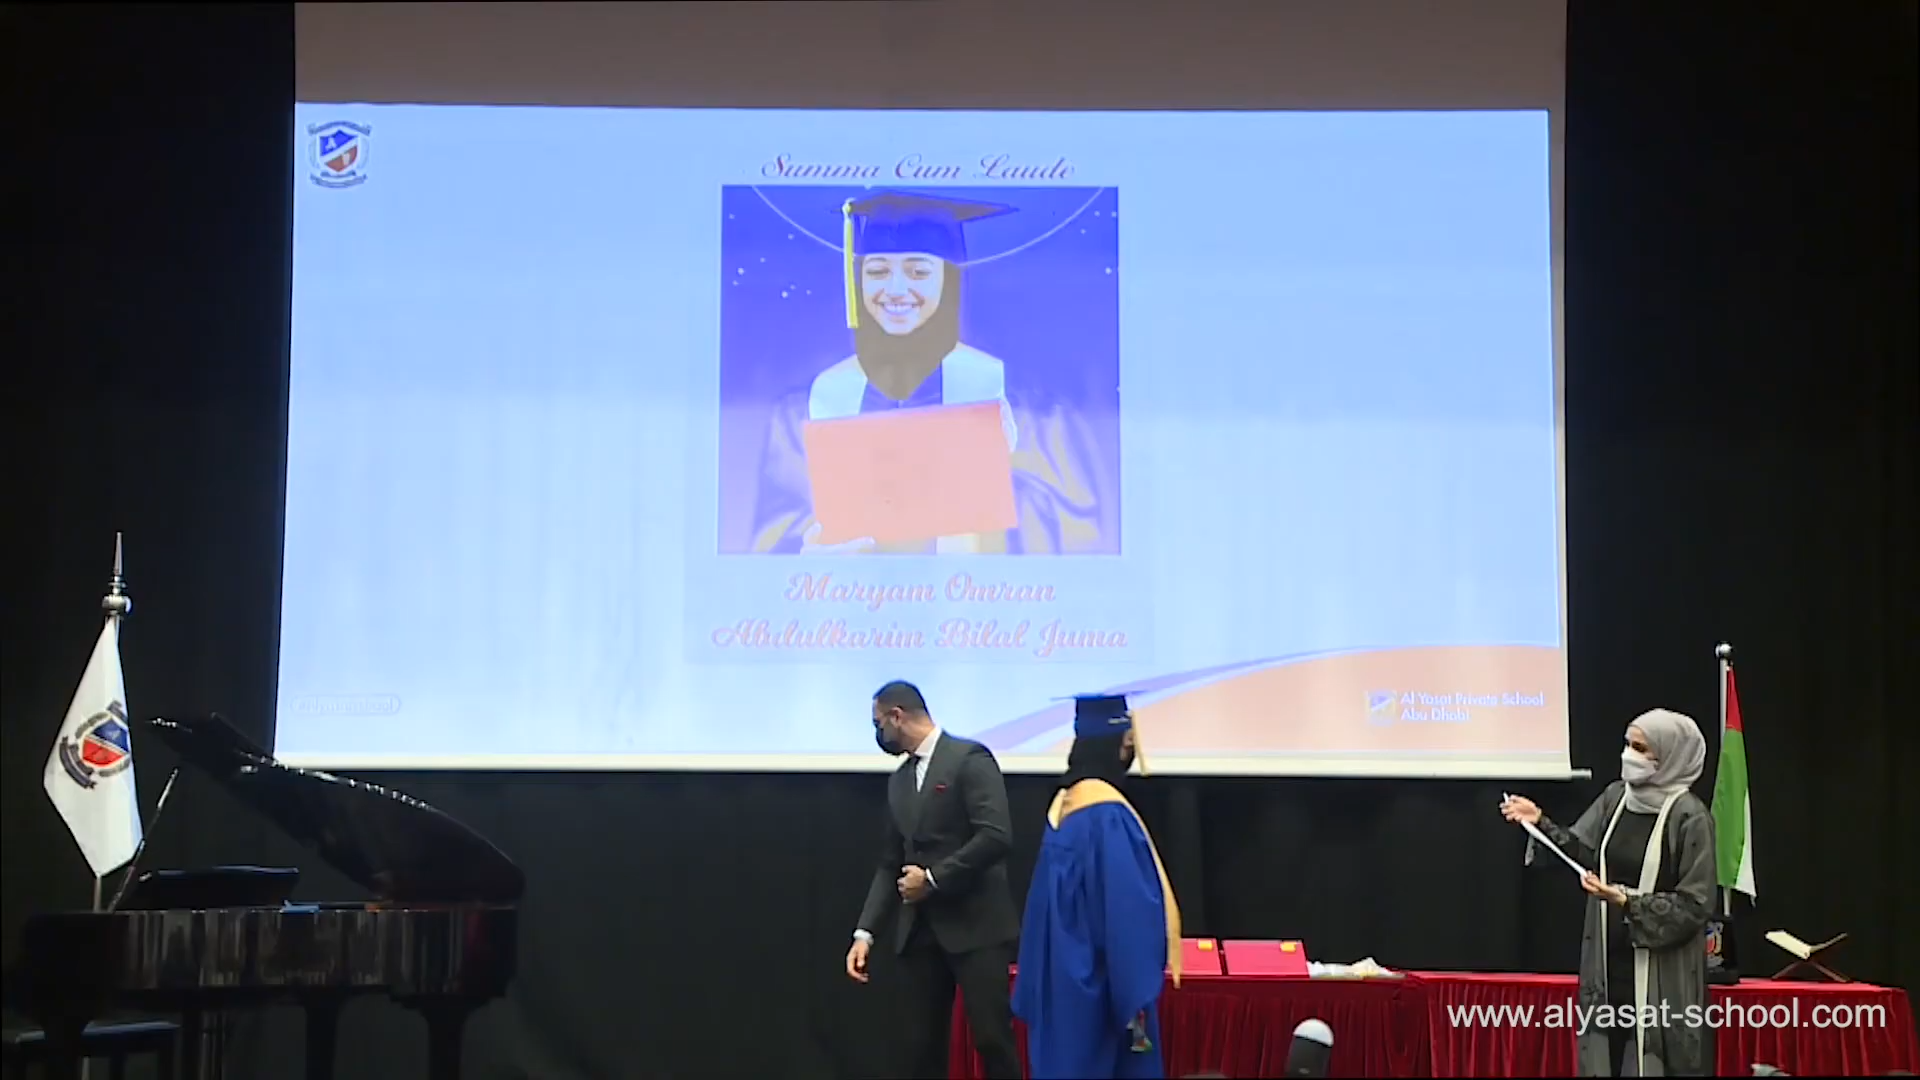 Summa Cum Laude
Maryam Omran
Abdulkarim Bilal Juma
Al Yasat Private School
Abu Dhabi
www.alyasat-school.com